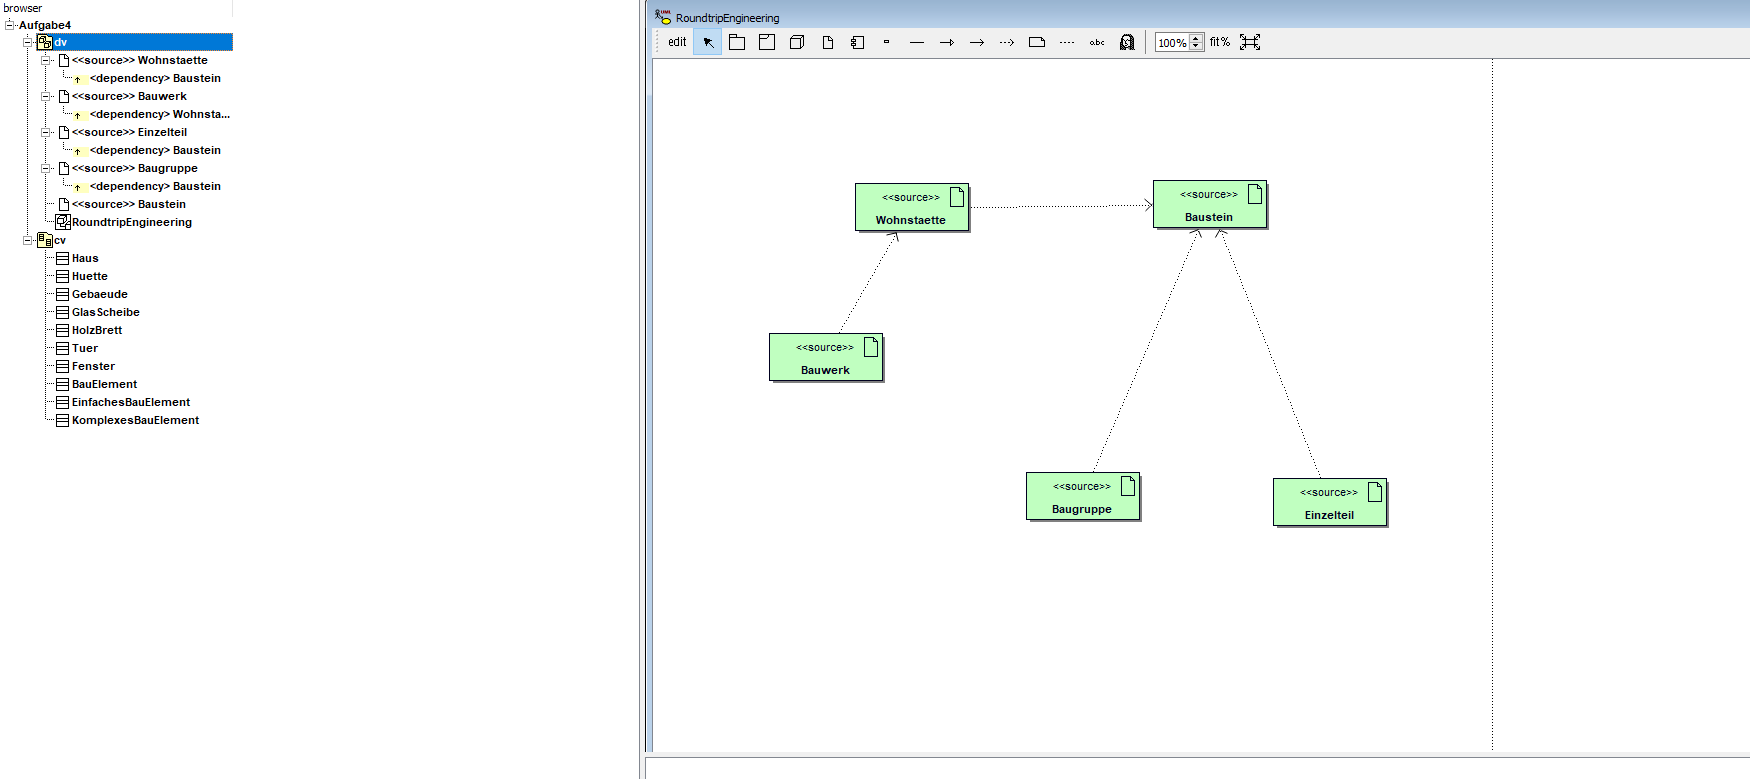 browser
Aufgabe4
dv
<<source>> Wohnstaette
<dependency> Baustein
<<source>> Bauwerk
<dependency> Wohnsta...
<<source>> Einzelteil
<dependency> Baustein
<<source>> Baugruppe
<dependency> Baustein
<<source>> Baustein
RoundtripEngineering
cv
Haus
Huette
Gebaeude
GlasScheibe
HolzBrett
Tuer
Fenster
BauElement
EinfachesBauElement
KomplexesBauElement
RoundtripEngineering
edit abc 100% fit%
<<source>>
Wohnstaette
<<source>>
Baustein
<<source>>
Bauwerk
<<source>>
Baugruppe
<<source>>
Einzelteil